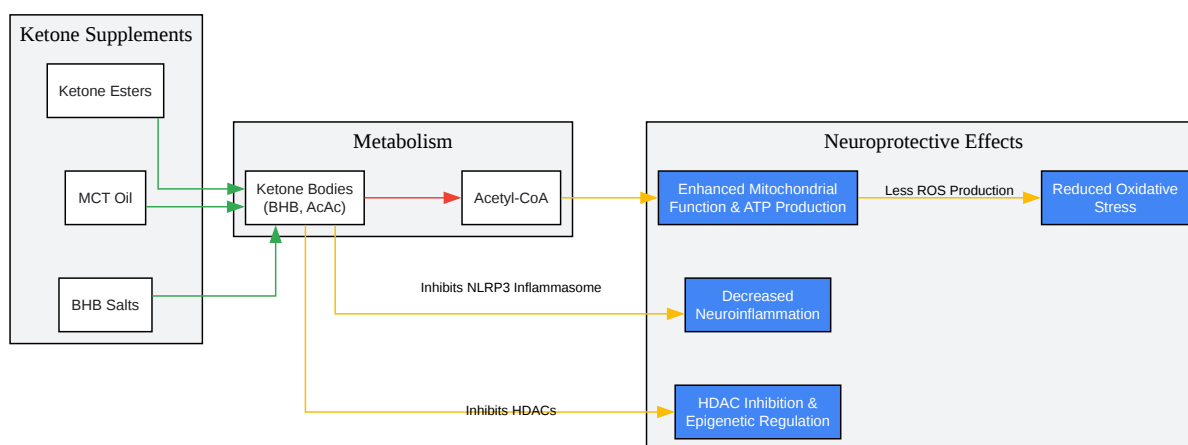 Ketone Supplements
Ketone Esters
MCT Oil
BHB Salts
Metabolism
Ketone Bodies
(BHB, AcAc)
Acetyl-CoA
Neuroprotective Effects
Enhanced Mitochondrial
Function & ATP Production
Less ROS Production
Reduced Oxidative
Stress
Inhibits NLRP3 Inflammasome
Decreased
Neuroinflammation
Inhibits HDACs
HDAC Inhibition &
Epigenetic Regulation